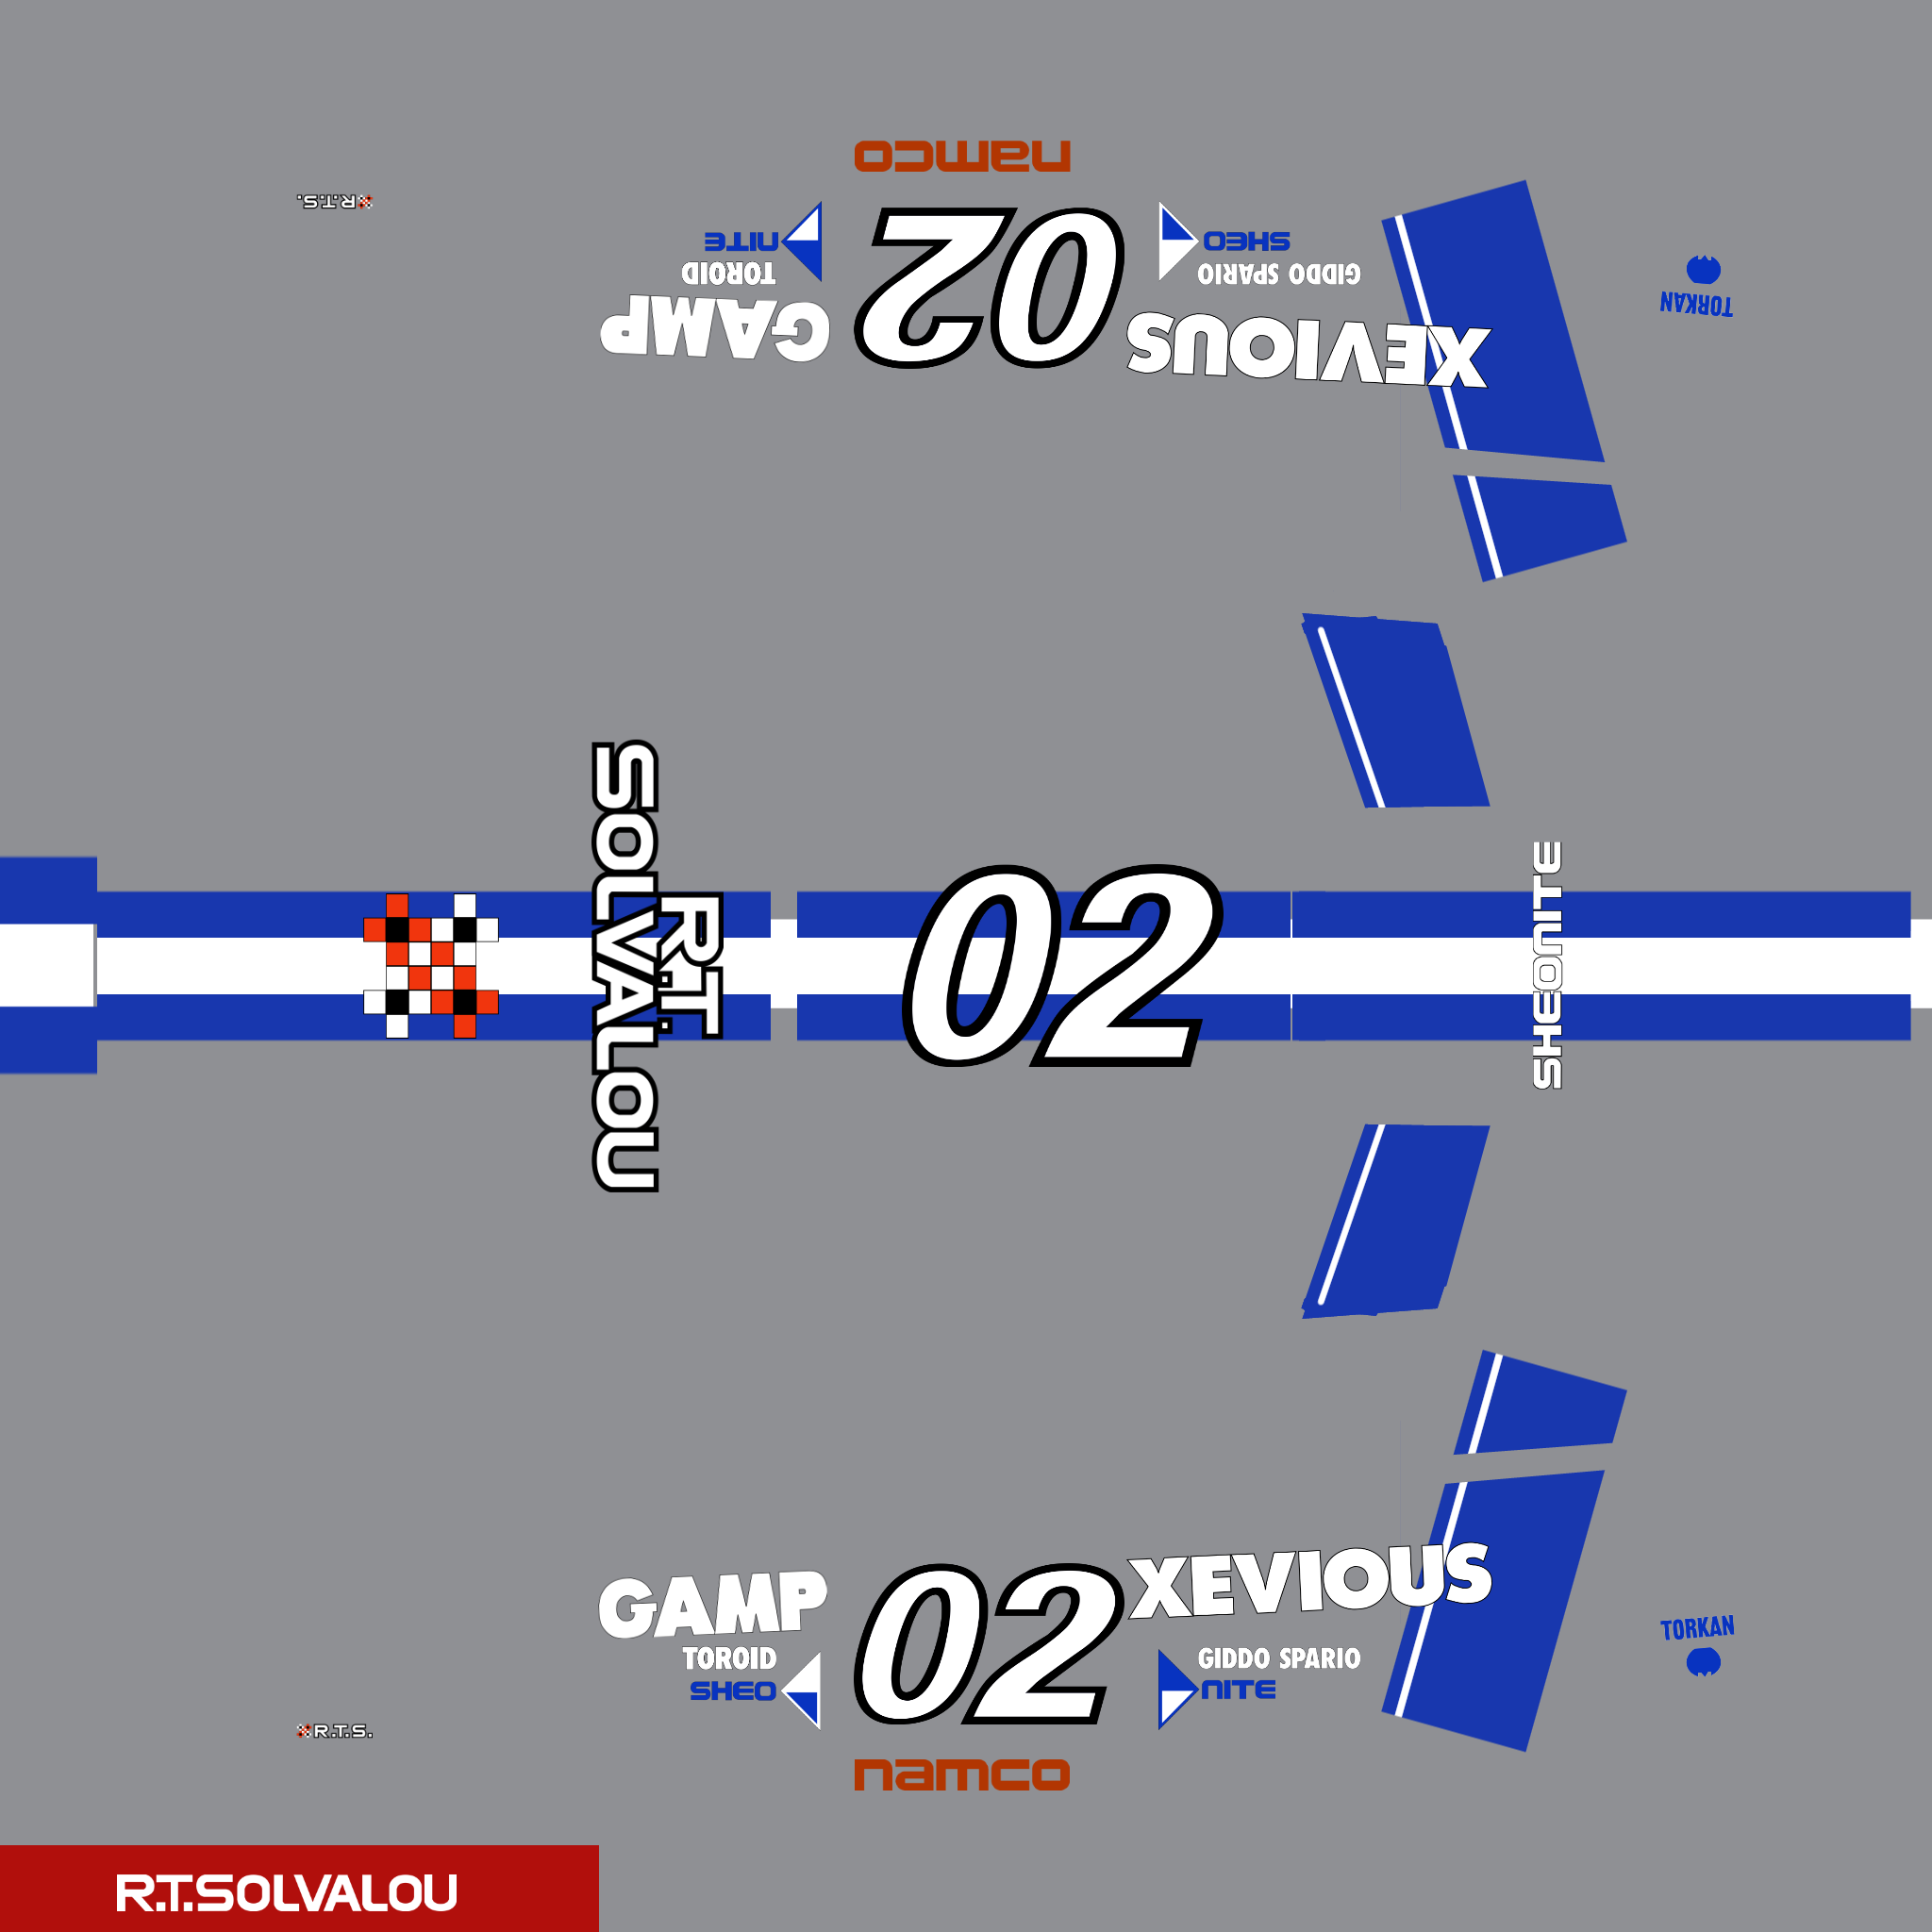 namco
R.T.S.
02
NITE
SHEO
TOROID
GIDDO SPARIO
GAMP
XEVIOUS
TORKAN
R.T.
SOLVALOU
02
SHEONITE
GAMP
02
XEVIOUS
TOROID
GIDDO SPARIO
SHEO
NITE
TORKAN
R.T.S.
namco
R.T.SOLVALOU